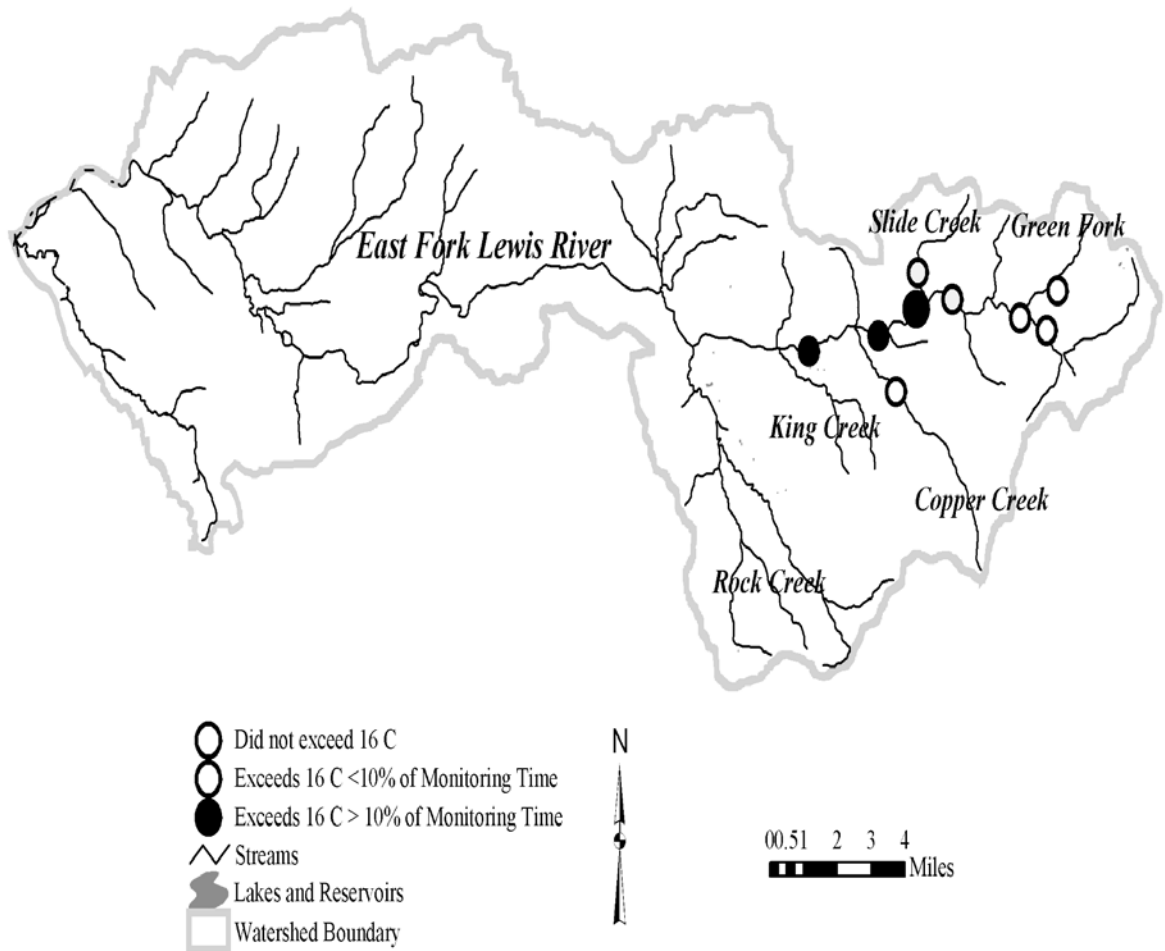 Slide Creek
Green Fork
East Fork Lewis River
King Creek
Copper Creek
Rock Creek
Did not exceed 16 C
Exceeds 16 C <10% of Monitoring Time
Exceeds 16 C > 10% of Monitoring Time
Streams
Lakes and Reservoirs
Watershed Boundary
N
00.51 2 3 4
Miles